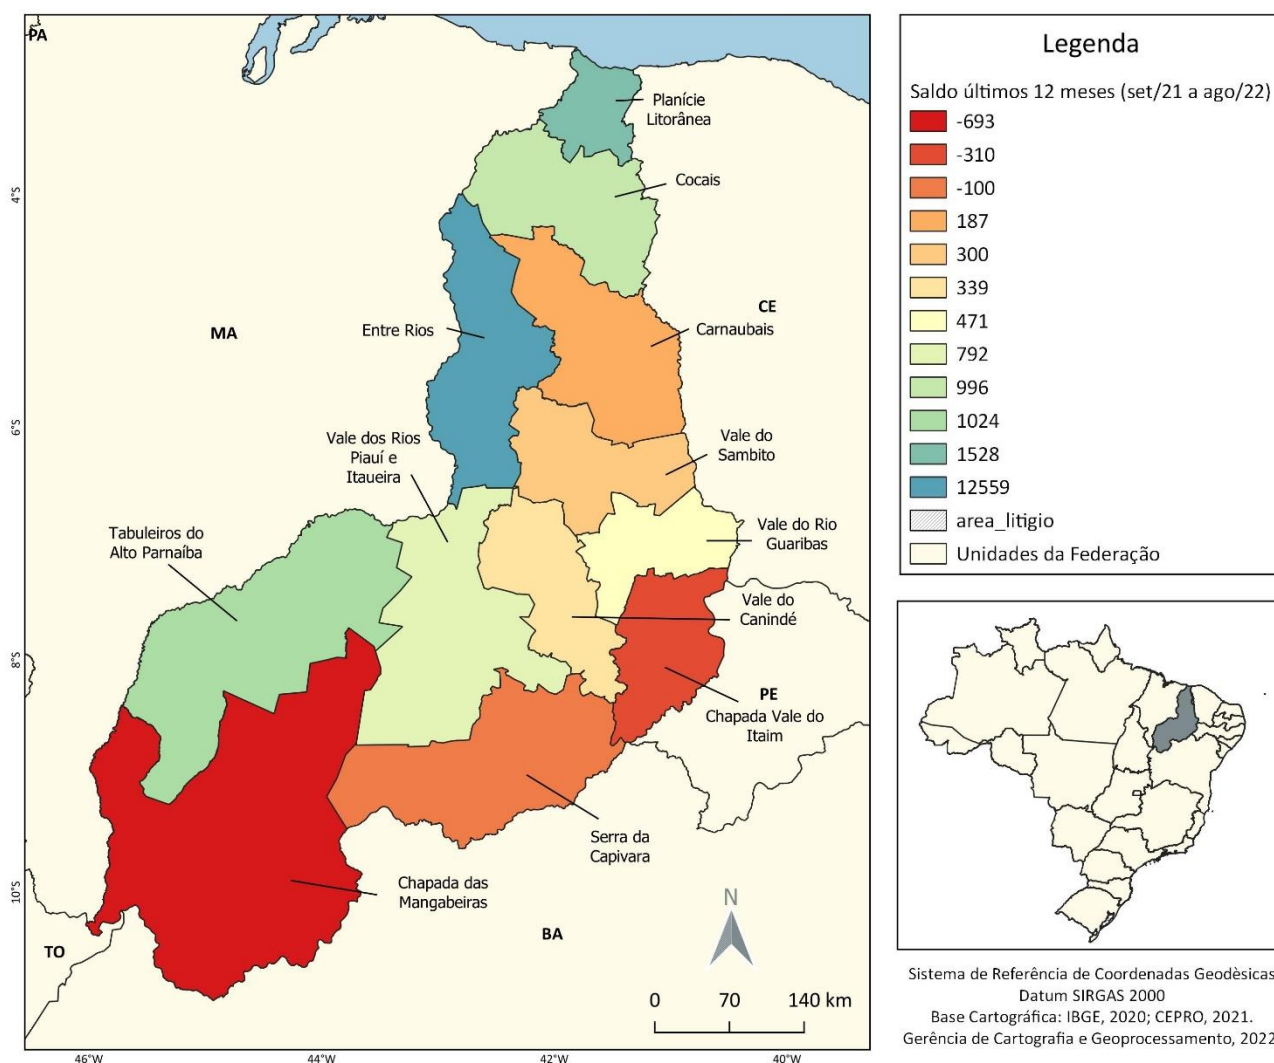 PA
Planície
Litorânea
Cocais
4°S
CE
MA
Entre Rios
Carnaubais
6°S
Vale dos Rios
Piauí e
Itaueira
Vale do
Sambito
Tabuleiros do
Alto Parnaíba
Vale do Rio
Guaribas
Vale do
Canindé
8°S
PE
Chapada Vale do
Itaim
Serra da
Capivara
Chapada das
Mangabeiras
10°S
TO
BA
N
0 70 140 km
46°W 44°W 42°W 40°W
Legenda
Saldo últimos 12 meses (set/21 a ago/22)
-693
-310
-100
187
300
339
471
792
996
1024
1528
12559
area_litigio
Unidades da Federação
Sistema de Referência de Coordenadas Geodèsicas
Datum SIRGAS 2000
Base Cartográfica: IBGE, 2020; CEPRO, 2021.
Gerência de Cartografia e Geoprocessamento, 2022